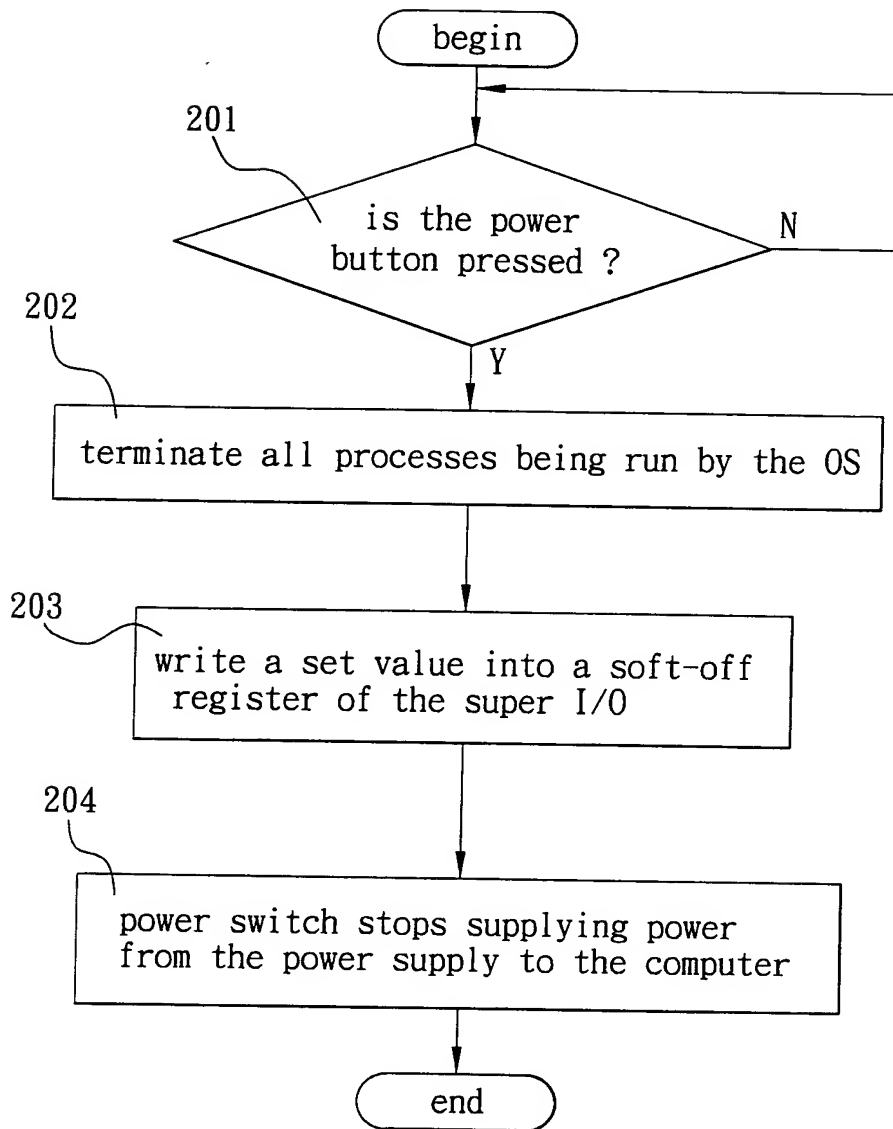 begin
201
is the power
button pressed ?
N
Y
202
terminate all processes being run by the OS
203
write a set value into a soft-off
register of the super I/O
204
power switch stops supplying power
from the power supply to the computer
end